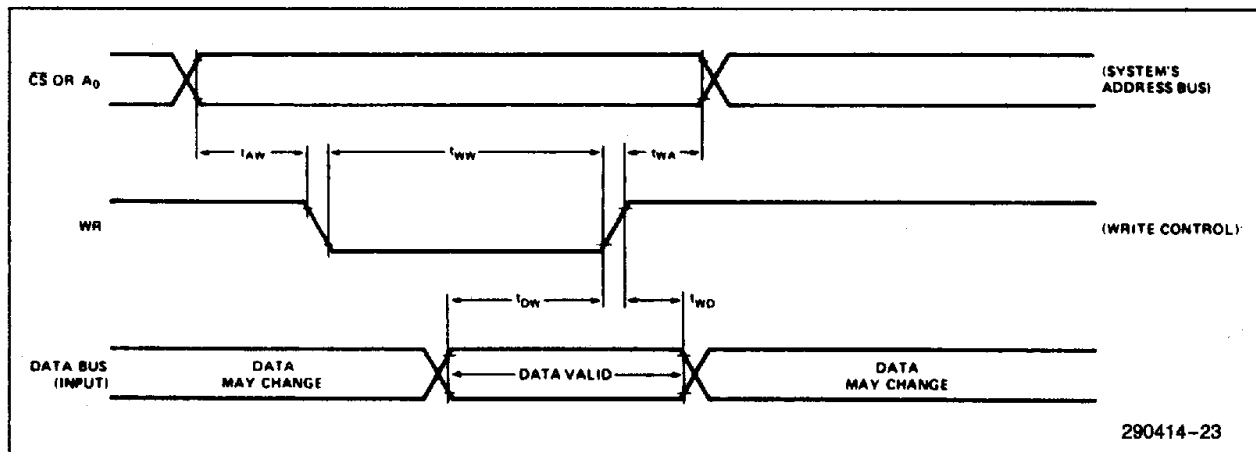 CS OR A0
(SYSTEM'S
ADDRESS BUS)
tAW
tWW
tWA
WR
(WRITE CONTROL)
tDW
tWD
DATA BUS
(INPUT)
DATA
MAY CHANGE
DATA VALID
DATA
MAY CHANGE
290414-23